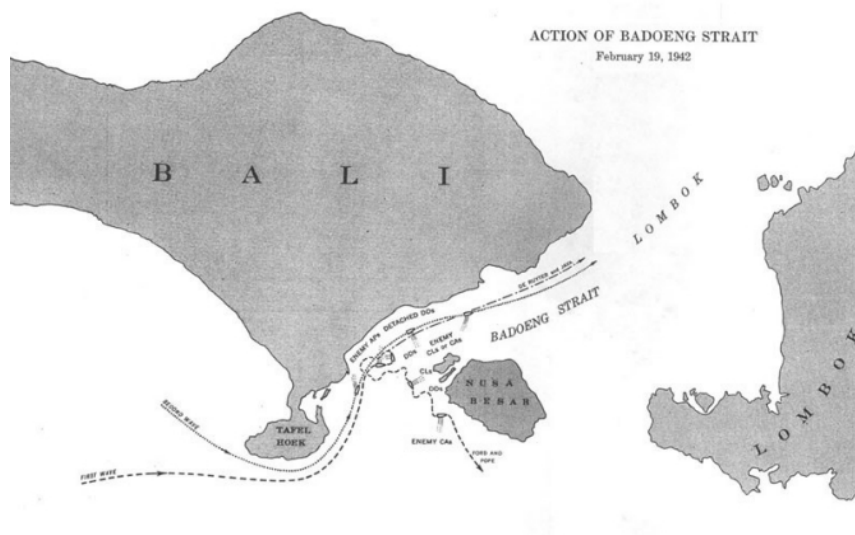 ACTION OF BADOENG STRAIT
February 19, 1942
B A L I
LOMBOK
DE RUYTER and JAVA
BADOENG STRAIT
ENEMY APs
DETACHED DDs
ENEMY
CLs or CAs
DDs
CLs
DDs
NUSA
BESAR
ENEMY CAs
FORD AND
POPE
TAFEL
HOEK
SECOND WAVE
FIRST WAVE
LOMBOK